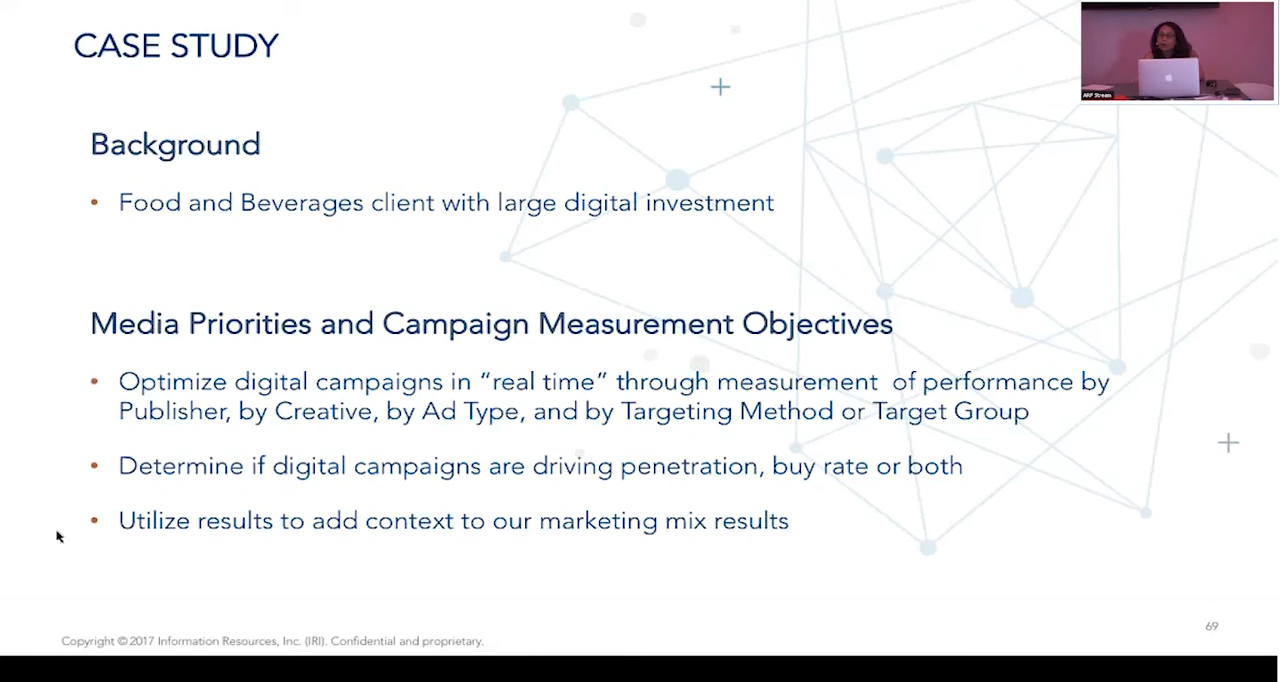 CASE STUDY
ARF Stream
Background
• Food and Beverages client with large digital investment
Media Priorities and Campaign Measurement Objectives
• Optimize digital campaigns in “real time” through measurement  of performance by
Publisher, by Creative, by Ad Type, and by Targeting Method or Target Group
• Determine if digital campaigns are driving penetration, buy rate or both
• Utilize results to add context to our marketing mix results
69
Copyright © 2017 Information Resources, Inc. (IRI). Confidential and proprietary.